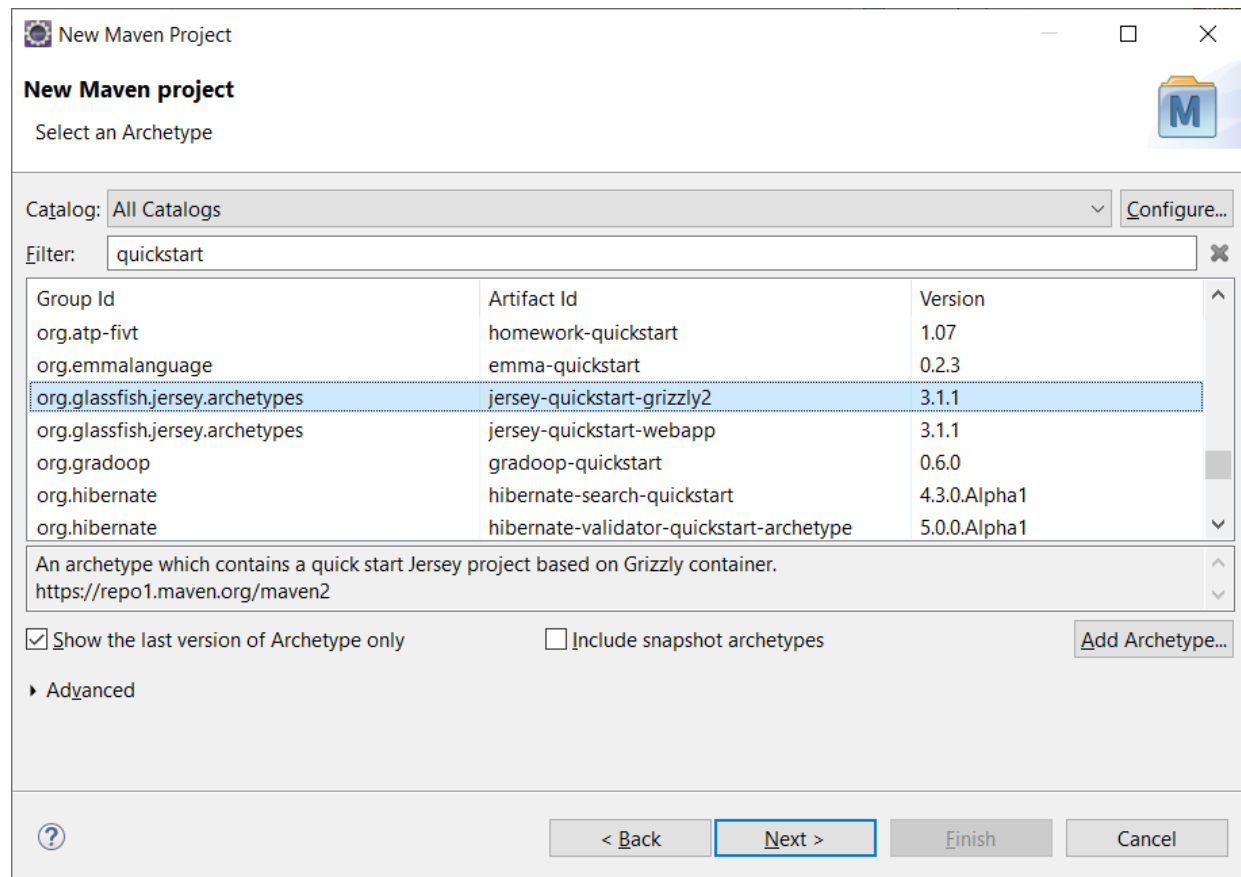 New Maven Project
New Maven project
Select an Archetype
M
Catalog: All Catalogs Configure...
Filter: quickstart
Group Id Artifact Id Version
org.atp-fivt homework-quickstart 1.07
org.emmalanguage emma-quickstart 0.2.3
org.glassfish.jersey.archetypes jersey-quickstart-grizzly2 3.1.1
org.glassfish.jersey.archetypes jersey-quickstart-webapp 3.1.1
org.gradoop gradoop-quickstart 0.6.0
org.hibernate hibernate-search-quickstart 4.3.0.Alpha1
org.hibernate hibernate-validator-quickstart-archetype 5.0.0.Alpha1
An archetype which contains a quick start Jersey project based on Grizzly container.
https://repo1.maven.org/maven2
Show the last version of Archetype only Include snapshot archetypes Add Archetype...
Advanced
? < Back Next > Finish Cancel